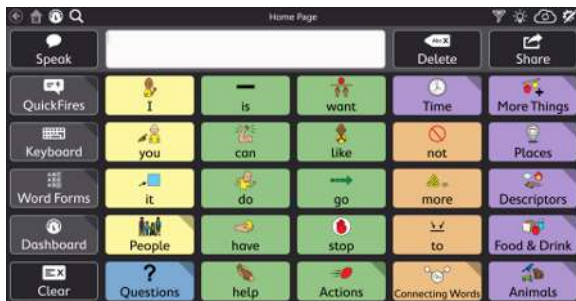 Home Page
Speak
Abc X
Delete
Share
QuickFires
I
is
want
Time
More Things
Keyboard
you
can
like
not
Places
Word Forms
it
do
go
more
Descriptors
Dashboard
People
have
stop
to
Food & Drink
Clear
Questions
help
Actions
Connecting Words
Animals